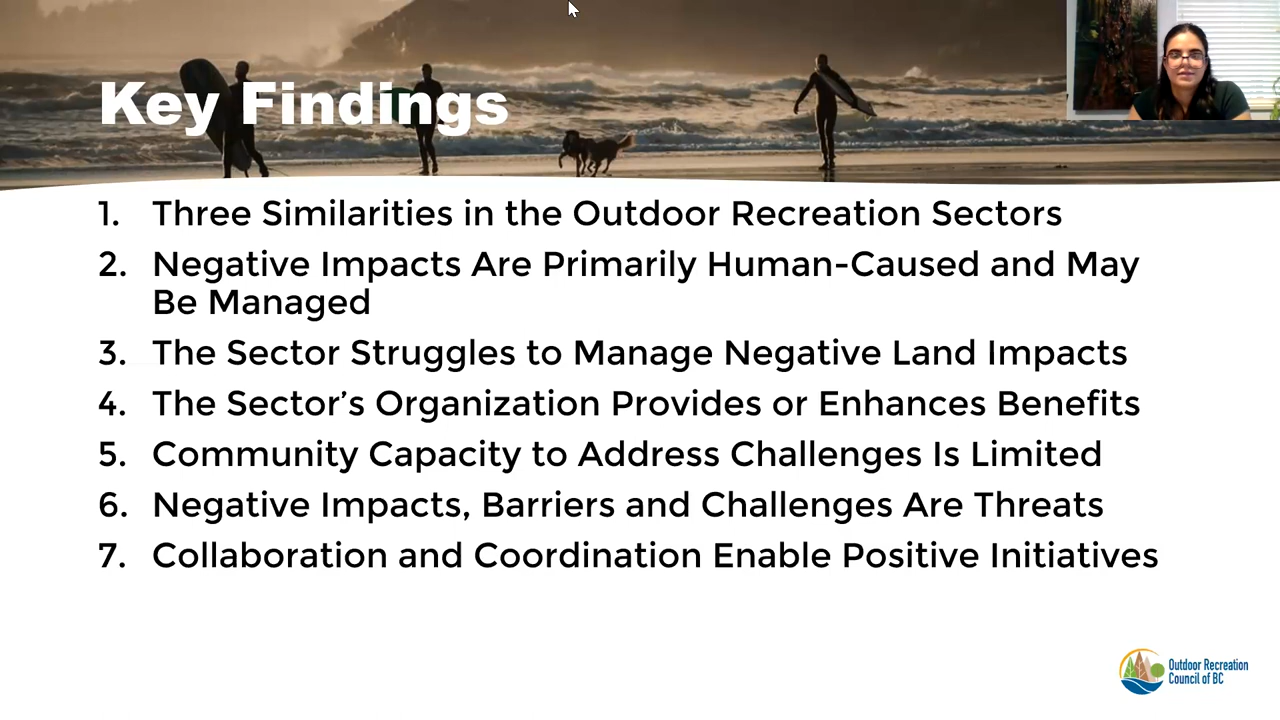 Key Findings
1. Three Similarities in the Outdoor Recreation Sectors
2. Negative Impacts Are Primarily Human-Caused and May
Be Managed
3. The Sector Struggles to Manage Negative Land Impacts
4. The Sector’s Organization Provides or Enhances Benefits
5. Community Capacity to Address Challenges Is Limited
6. Negative Impacts, Barriers and Challenges Are Threats
7. Collaboration and Coordination Enable Positive Initiatives
Outdoor Recreation
Council of BC